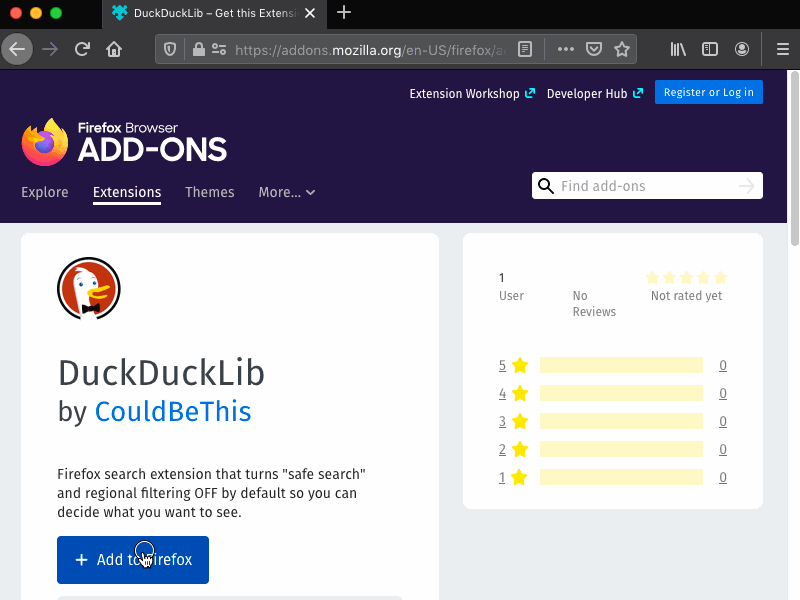 DuckDuckLib – Get this Extensi
https://addons.mozilla.org/en-US/firefox/a
Extension Workshop
Developer Hub
Register or Log in
Firefox Browser
ADD-ONS
Explore
Extensions
Themes
More...
Find add-ons
DuckDuckLib
by CouldBeThis
Firefox search extension that turns "safe search"
and regional filtering OFF by default so you can
decide what you want to see.
+ Add to Firefox
1
User
No
Reviews
Not rated yet
5 0
4 0
3 0
2 0
1 0